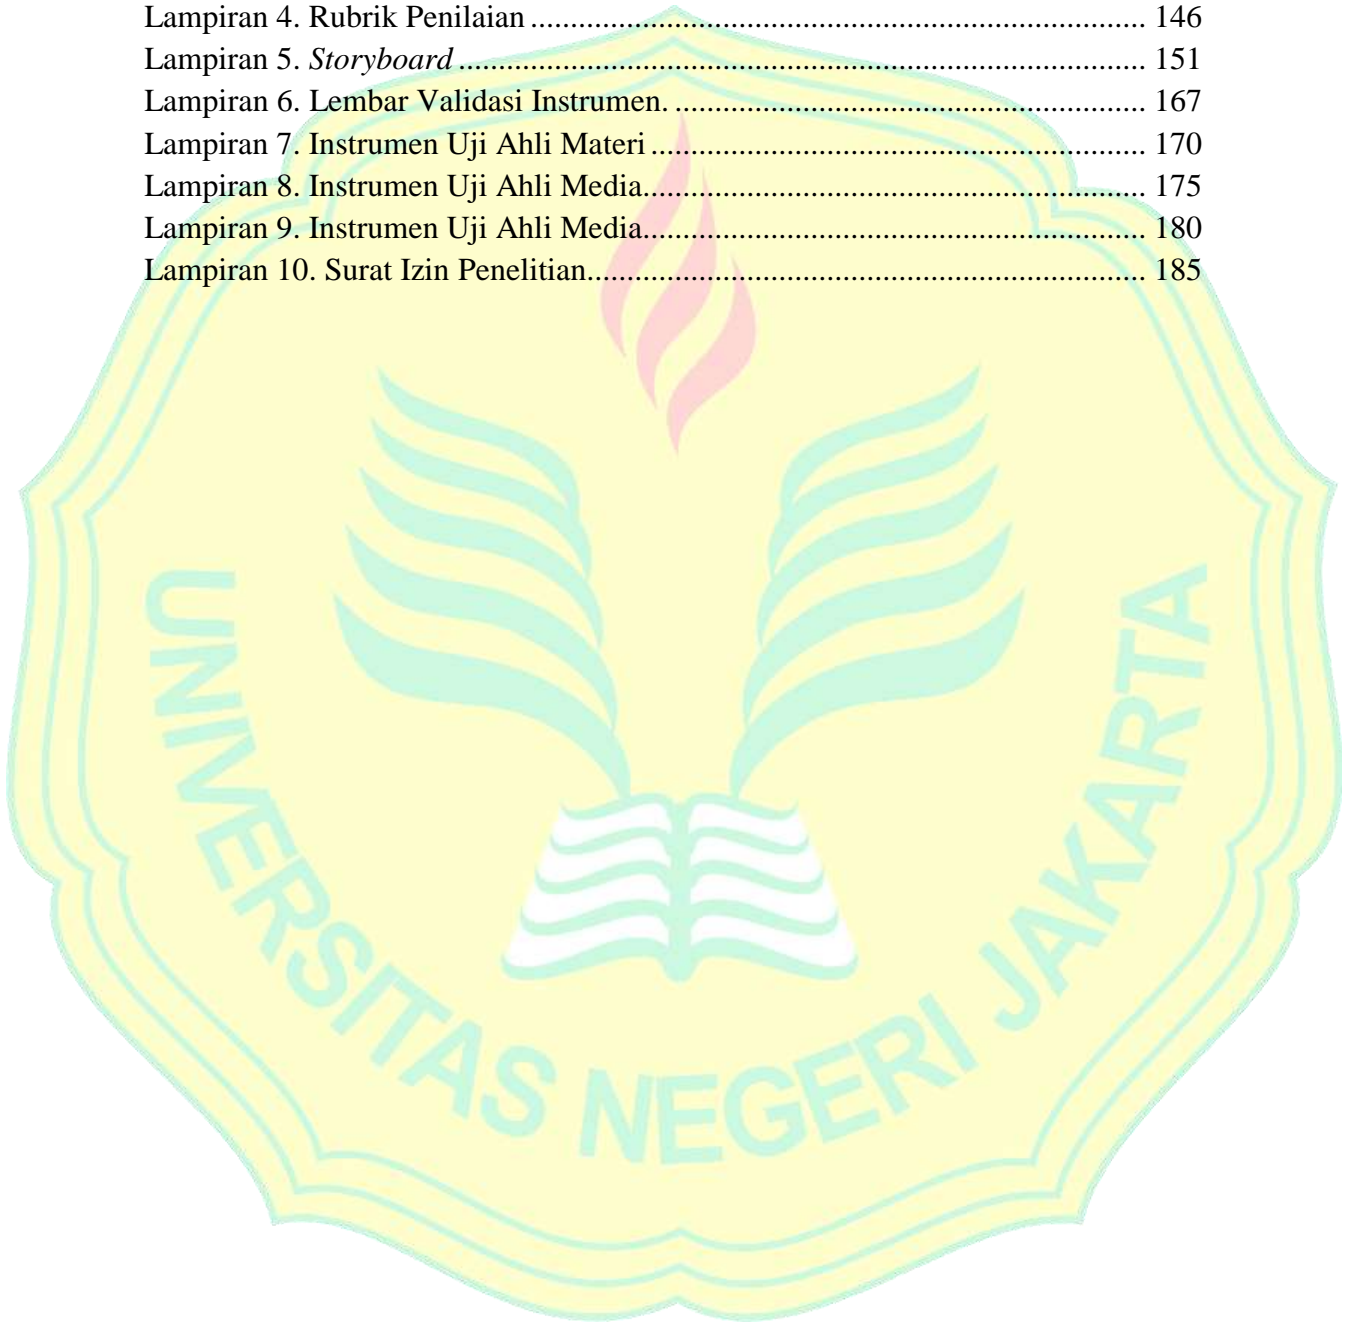 Lampiran 4. Rubrik Penilaian ........................................................................... 146
Lampiran 5. Storyboard .................................................................................... 151
Lampiran 6. Lembar Validasi Instrumen. ......................................................... 167
Lampiran 7. Instrumen Uji Ahli Materi ............................................................ 170
Lampiran 8. Instrumen Uji Ahli Media............................................................. 175
Lampiran 9. Instrumen Uji Ahli Media............................................................. 180
Lampiran 10. Surat Izin Penelitian.................................................................... 185
UNIVERSITAS NEGERI JAKARTA